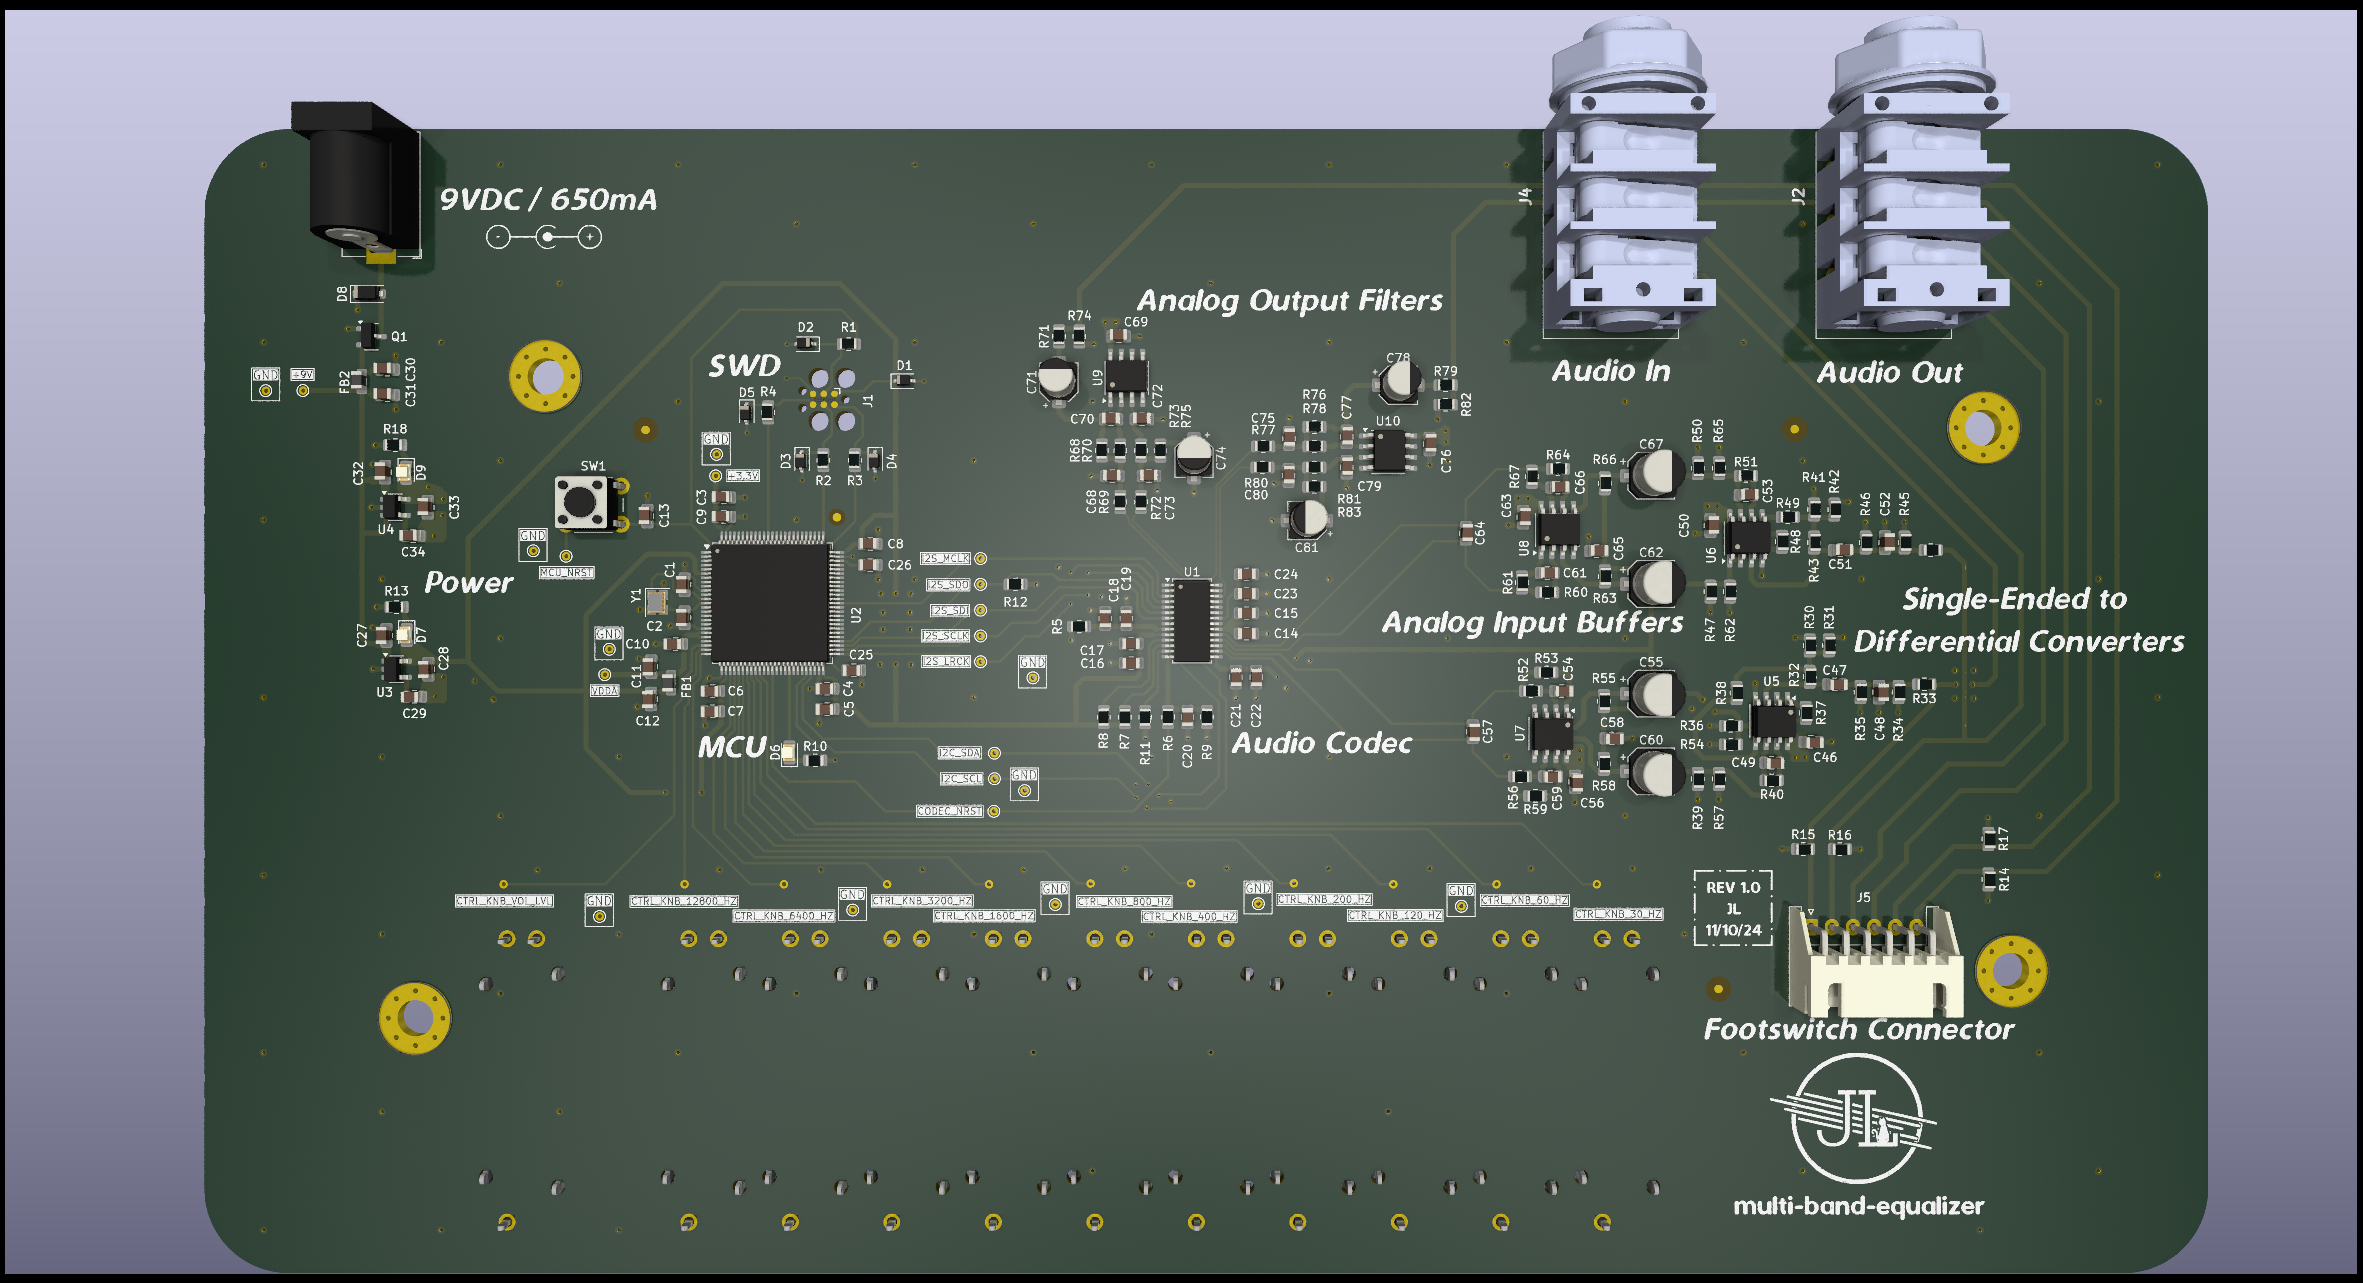 9VDC / 650mA
- +
J4
J2
D8
Q1
GND
+9V
FB2
C30
C31
R18
C32
D9
U4
C33
C34
Power
R13
C27
D7
U3
C28
C29
SW1
C13
GND
MCU_NRST
SWD
D2
R1
D1
D5
R4
J1
GND
+3.3V
D3
R2
R3
D4
C3
C9
C8
C26
C1
Y1
C2
U2
GND
C10
C11
VDDA
FB1
C12
C6
C7
C25
C4
C5
MCU
D6
R10
I2S_MCLK
I2S_SDO
R12
I2S_SDI
I2S_SCLK
I2S_LRCK
GND
I2C_SDA
I2C_SCL
GND
CODEC_NRST
Analog Output Filters
R71
R74
C69
C71
U9
C72
C70
R73
R75
R68
R70
C74
C68
R69
R72
C73
C78
R79
R82
R76
R78
C75
R77
C77
U10
C76
R80
C80
C79
R81
R83
C81
Audio In
Audio Out
C18
C19
U1
R5
C17
C16
C24
C23
C15
C14
C21
C22
R8
R7
R11
R6
C20
R9
Audio Codec
C64
R67
R64
C66
R66
C67
R50
R65
C63
U8
C65
C62
R61
C61
R60
R63
R47
R62
Analog Input Buffers
R51
C53
C50
U6
R49
R48
R41
R42
R43
C51
R46
C52
R45
Single-Ended to
Differential Converters
R30
R31
R32
C47
R52
R53
C54
R55
C55
R38
U5
R37
R35
C48
R34
R33
C57
U7
C58
R36
R54
C60
C49
C46
R40
R56
R59
C59
C56
R58
R39
R57
R15
R16
R17
R14
CTRL_KNB_VOL_LVL
GND
CTRL_KNB_12800_HZ
CTRL_KNB_6400_HZ
GND
CTRL_KNB_3200_HZ
CTRL_KNB_1600_HZ
GND
CTRL_KNB_800_HZ
CTRL_KNB_400_HZ
GND
CTRL_KNB_200_HZ
CTRL_KNB_120_HZ
GND
CTRL_KNB_60_HZ
CTRL_KNB_30_HZ
REV 1.0
JL
11/10/24
J5
Footswitch Connector
JL
multi-band-equalizer